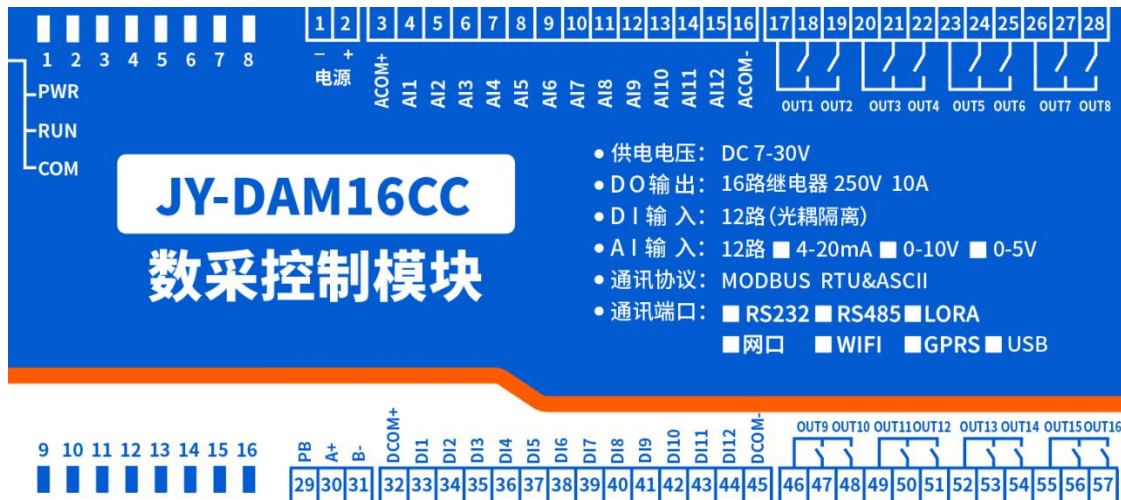 1 2 3 4 5 6 7 8
1 2 3 4 5 6 7 8 9 10 11 12 13 14 15 16 17 18 19 20 21 22 23 24 25 26 27 28
− +
电源
ACOM+ AI1 AI2 AI3 AI4 AI5 AI6 AI7 AI8 AI9 AI10 AI11 AI12 ACOM-
OUT1 OUT2 OUT3 OUT4 OUT5 OUT6 OUT7 OUT8
PWR
RUN
COM
JY-DAM16CC
数采控制模块
● 供电电压： DC 7-30V
● DO输出： 16路继电器 250V 10A
● DI输入： 12路(光耦隔离)
● AI输入： 12路 ■ 4-20mA ■ 0-10V ■ 0-5V
● 通讯协议： MODBUS RTU&ASCII
● 通讯端口： ■ RS232 ■ RS485 ■ LORA
■ 网口 ■ WIFI ■ GPRS ■ USB
9 10 11 12 13 14 15 16
PB A+ B- DCOM+ DI1 DI2 DI3 DI4 DI5 DI6 DI7 DI8 DI9 DI10 DI11 DI12 DCOM-
OUT9 OUT10 OUT11 OUT12 OUT13 OUT14 OUT15 OUT16
29 30 31 32 33 34 35 36 37 38 39 40 41 42 43 44 45 46 47 48 49 50 51 52 53 54 55 56 57